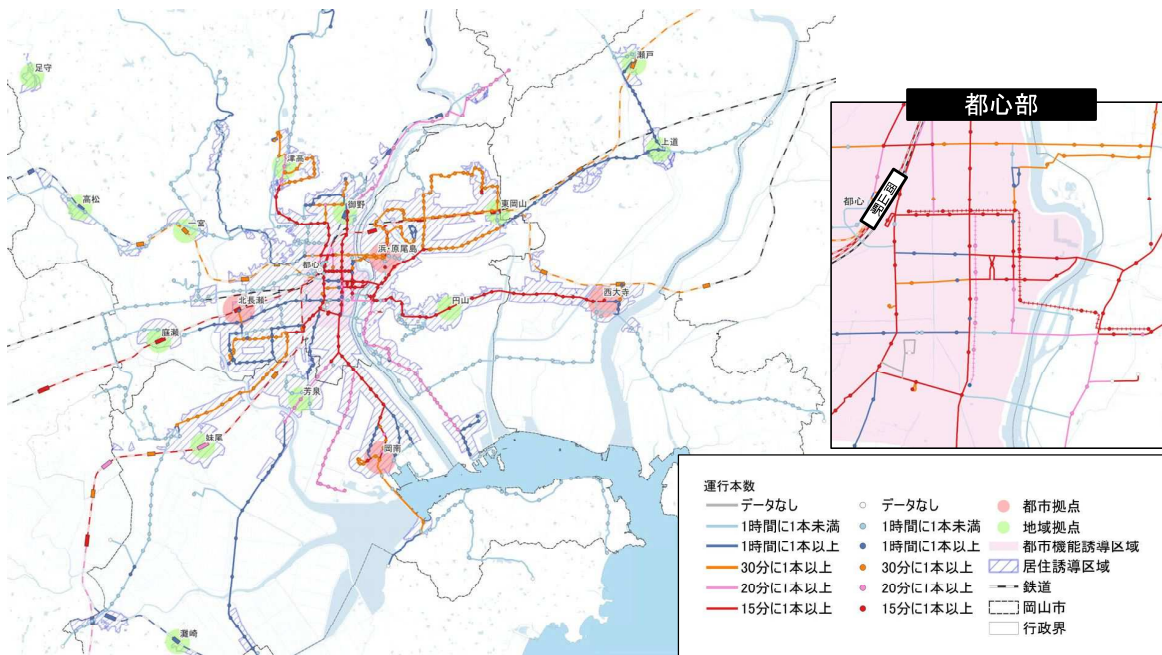 足守
瀬戸
都心部
津高
上道
高松
御野
東岡山
一宮
浜・原尾島
都心
都心
岡山駅
北長瀬
円山
西大寺
庭瀬
芳泉
妹尾
岡南
灘崎
運行本数
データなし
データなし
都市拠点
1時間に1本未満
1時間に1本未満
地域拠点
1時間に1本以上
1時間に1本以上
都市機能誘導区域
30分に1本以上
30分に1本以上
居住誘導区域
20分に1本以上
20分に1本以上
鉄道
15分に1本以上
15分に1本以上
岡山市
行政界